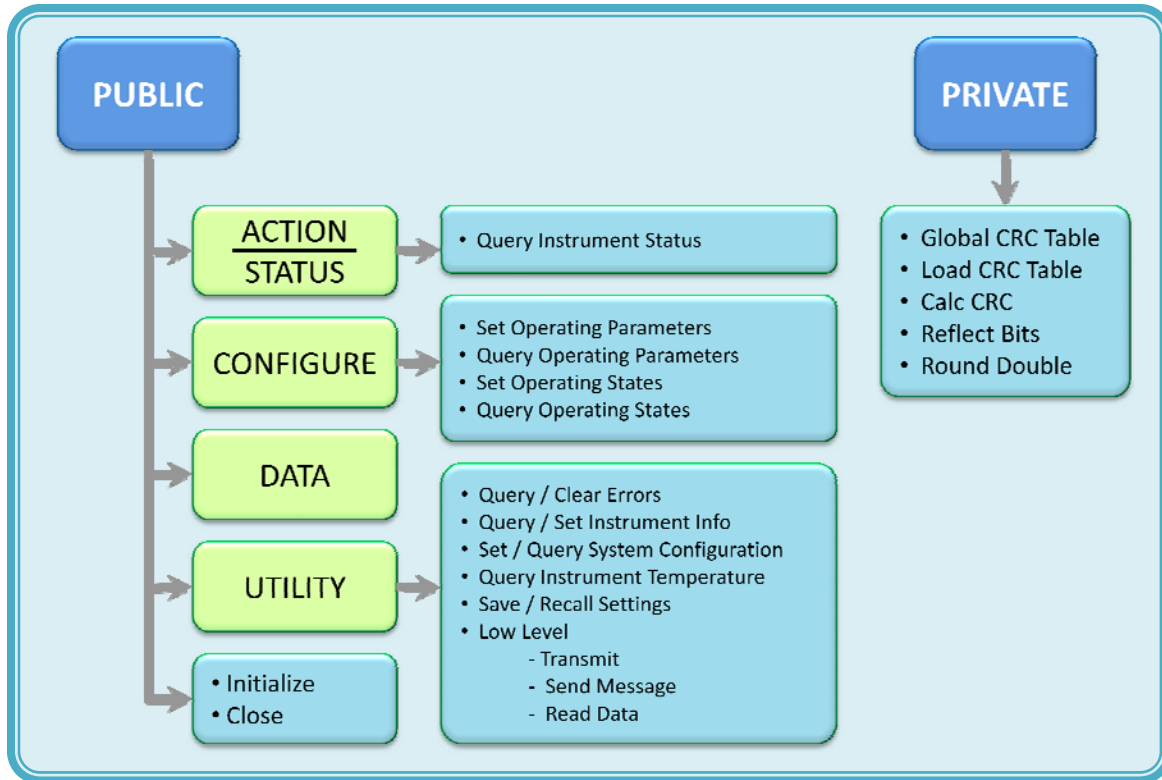 PUBLIC
ACTION
STATUS
• Query Instrument Status
CONFIGURE
• Set Operating Parameters
• Query Operating Parameters
• Set Operating States
• Query Operating States
DATA
UTILITY
• Query / Clear Errors
• Query / Set Instrument Info
• Set / Query System Configuration
• Query Instrument Temperature
• Save / Recall Settings
• Low Level
- Transmit
- Send Message
- Read Data
• Initialize
• Close
PRIVATE
• Global CRC Table
• Load CRC Table
• Calc CRC
• Reflect Bits
• Round Double